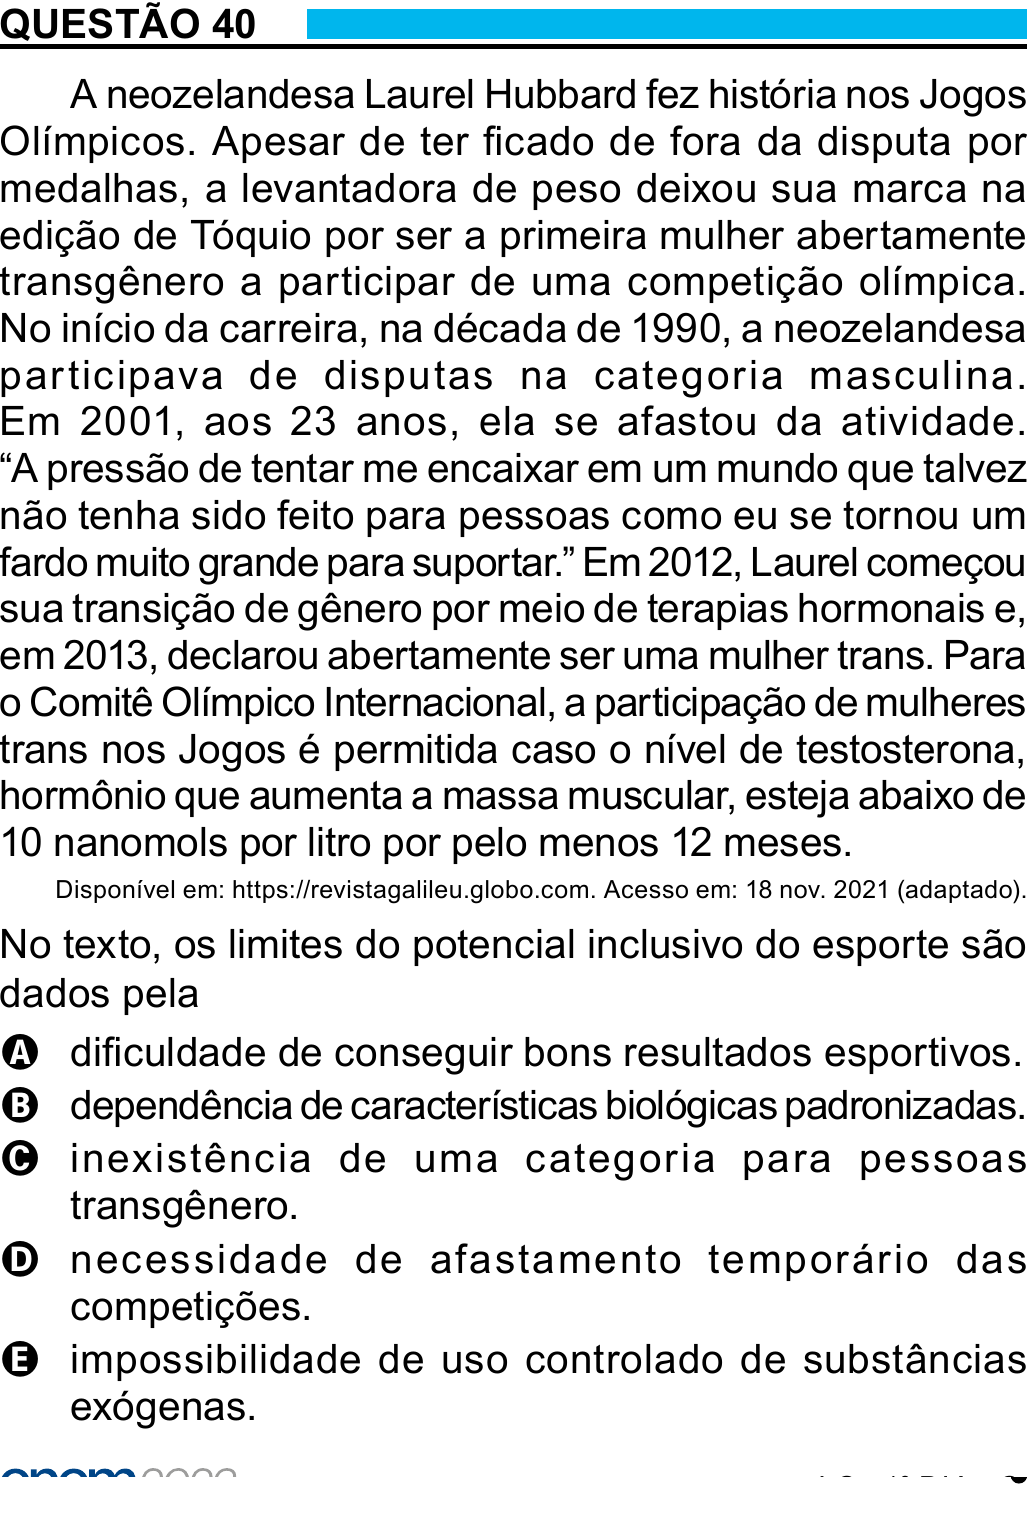 QUESTÃO 40
A neozelandesa Laurel Hubbard fez história nos Jogos
Olímpicos. Apesar de ter ficado de fora da disputa por
medalhas, a levantadora de peso deixou sua marca na
edição de Tóquio por ser a primeira mulher abertamente
transgênero a participar de uma competição olímpica.
No início da carreira, na década de 1990, a neozelandesa
participava de disputas na categoria masculina.
Em 2001, aos 23 anos, ela se afastou da atividade.
“A pressão de tentar me encaixar em um mundo que talvez
não tenha sido feito para pessoas como eu se tornou um
fardo muito grande para suportar.” Em 2012, Laurel começou
sua transição de gênero por meio de terapias hormonais e,
em 2013, declarou abertamente ser uma mulher trans. Para
o Comitê Olímpico Internacional, a participação de mulheres
trans nos Jogos é permitida caso o nível de testosterona,
hormônio que aumenta a massa muscular, esteja abaixo de
10 nanomols por litro por pelo menos 12 meses.
Disponível em: https://revistagalileu.globo.com. Acesso em: 18 nov. 2021 (adaptado).
No texto, os limites do potencial inclusivo do esporte são
dados pela
A dificuldade de conseguir bons resultados esportivos.
B dependência de características biológicas padronizadas.
C inexistência de uma categoria para pessoas
transgênero.
D necessidade de afastamento temporário das
competições.
E impossibilidade de uso controlado de substâncias
exógenas.